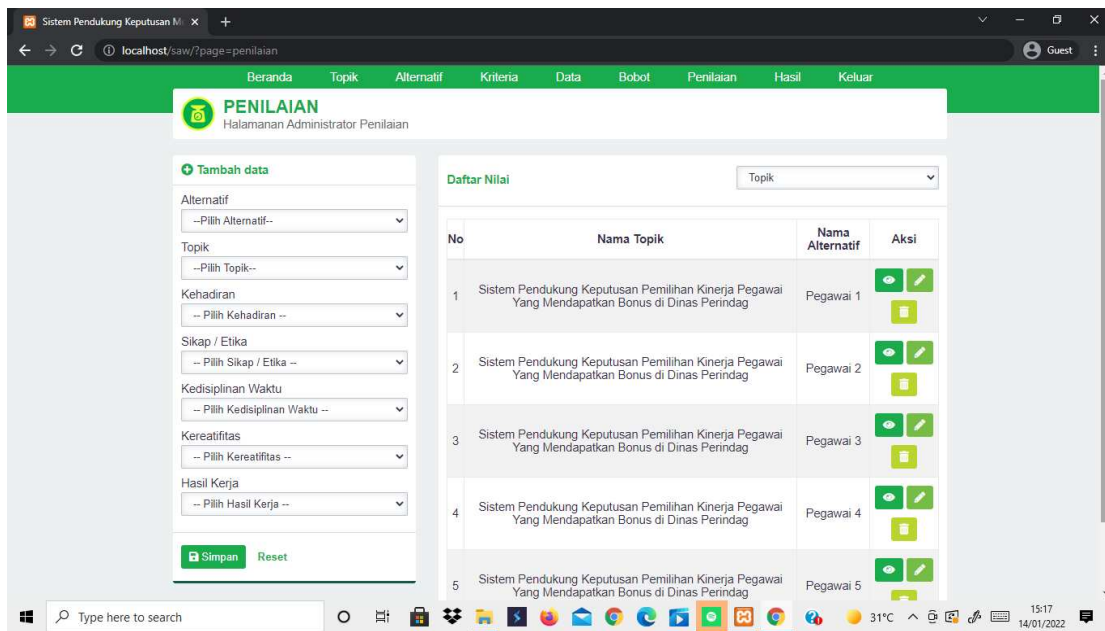 Sistem Pendukung Keputusan M
localhost/saw/?page=penilaian
Guest
Beranda Topik Alternatif Kriteria Data Bobot Penilaian Hasil Keluar
PENILAIAN
Halamanan Administrator Penilaian
Tambah data
Alternatif
--Pilih Alternatif--
Topik
--Pilih Topik--
Kehadiran
-- Pilih Kehadiran --
Sikap / Etika
-- Pilih Sikap / Etika --
Kedisiplinan Waktu
-- Pilih Kedisiplinan Waktu --
Kereatifitas
-- Pilih Kereatifitas --
Hasil Kerja
-- Pilih Hasil Kerja --
Simpan Reset
Daftar Nilai
Topik
No Nama Topik Nama Alternatif Aksi
1 Sistem Pendukung Keputusan Pemilihan Kinerja Pegawai
Yang Mendapatkan Bonus di Dinas Perindag Pegawai 1
2 Sistem Pendukung Keputusan Pemilihan Kinerja Pegawai
Yang Mendapatkan Bonus di Dinas Perindag Pegawai 2
3 Sistem Pendukung Keputusan Pemilihan Kinerja Pegawai
Yang Mendapatkan Bonus di Dinas Perindag Pegawai 3
4 Sistem Pendukung Keputusan Pemilihan Kinerja Pegawai
Yang Mendapatkan Bonus di Dinas Perindag Pegawai 4
5 Sistem Pendukung Keputusan Pemilihan Kinerja Pegawai
Yang Mendapatkan Bonus di Dinas Perindag Pegawai 5
Type here to search
31°C
15:17
14/01/2022